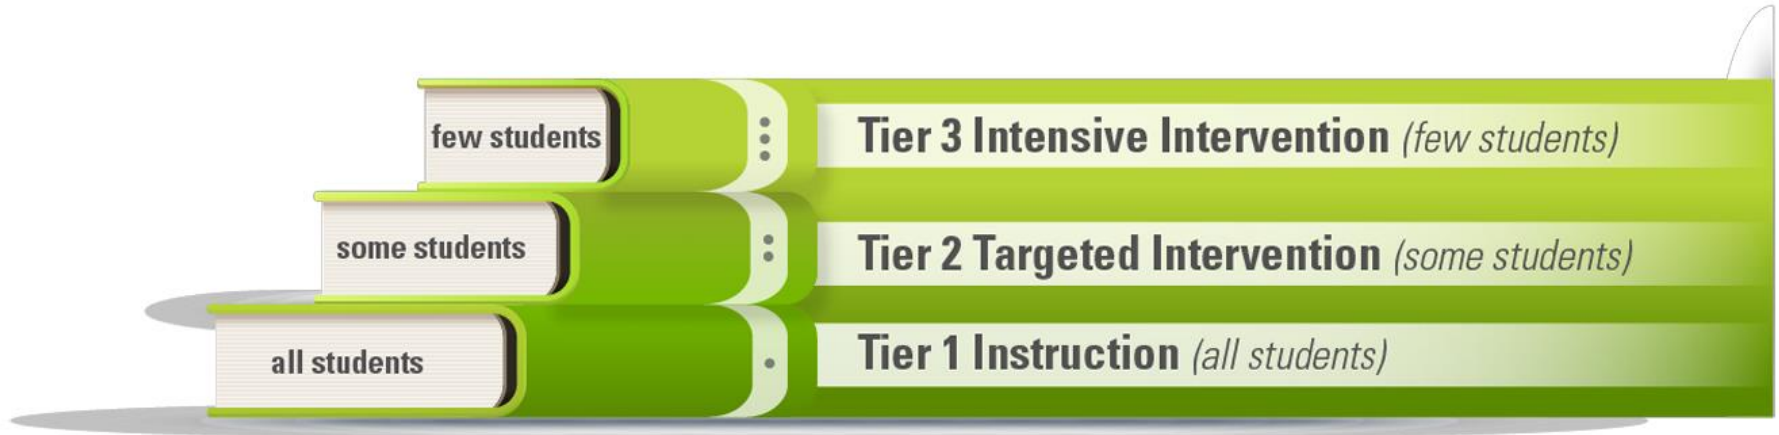 few students
Tier 3 Intensive Intervention (few students)
some students
Tier 2 Targeted Intervention (some students)
all students
Tier 1 Instruction (all students)